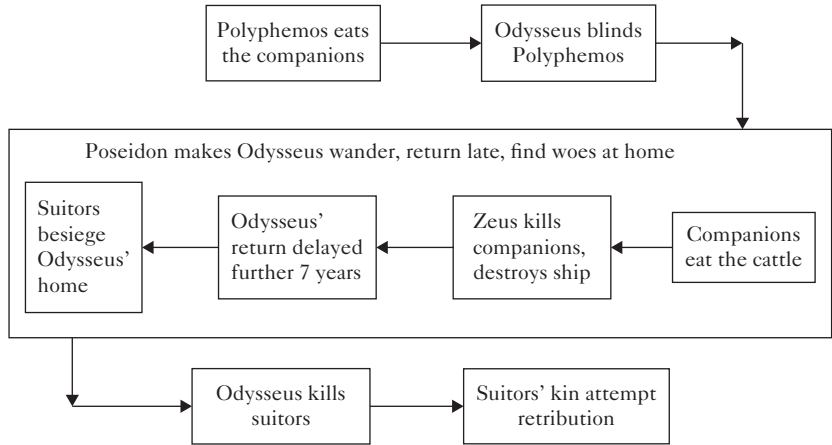 Polyphemos eats
the companions
Odysseus blinds
Polyphemos
Poseidon makes Odysseus wander, return late, find woes at home
Suitors
besiege
Odysseus'
home
Odysseus'
return delayed
further 7 years
Zeus kills
companions,
destroys ship
Companions
eat the cattle
Odysseus kills
suitors
Suitors' kin attempt
retribution